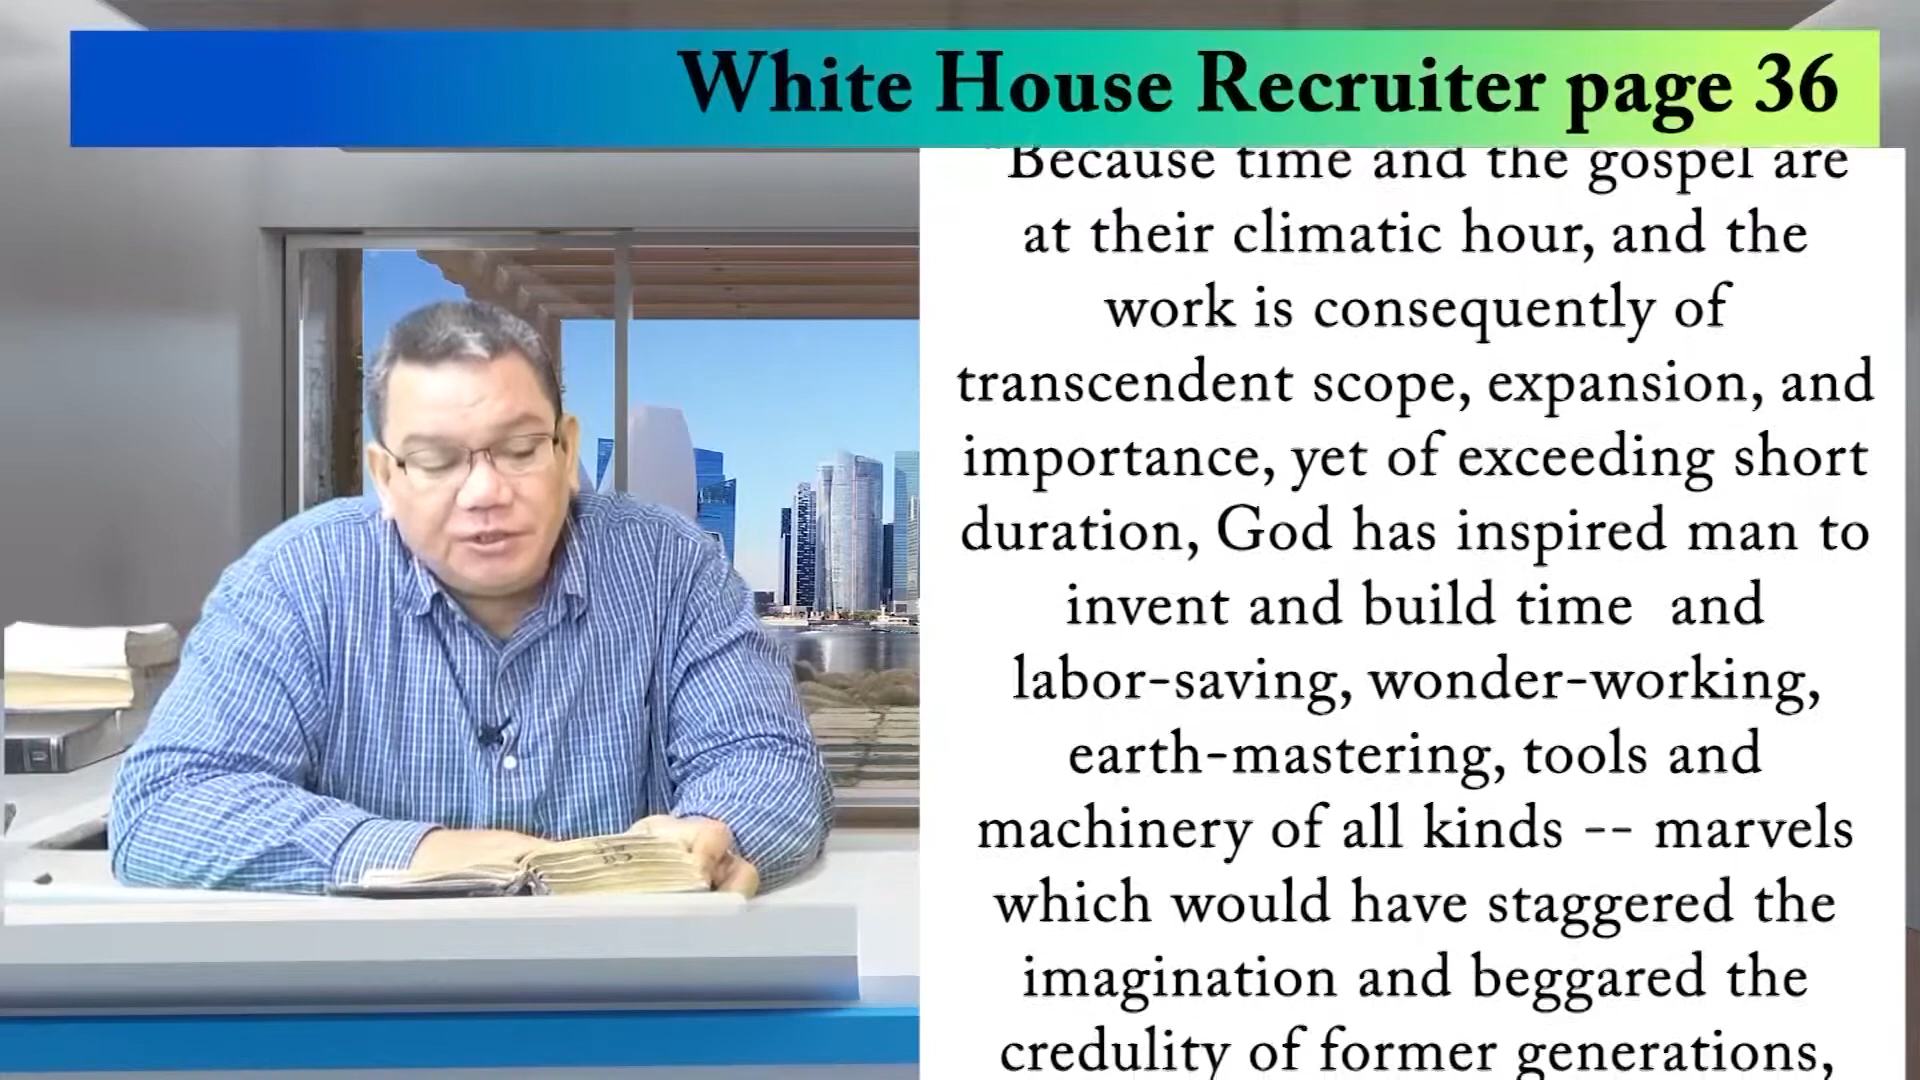 White House Recruiter page 36
"Because time and the gospel are
at their climatic hour, and the
work is consequently of
transcendent scope, expansion, and
importance, yet of exceeding short
duration, God has inspired man to
invent and build time and
labor-saving, wonder-working,
earth-mastering, tools and
machinery of all kinds -- marvels
which would have staggered the
imagination and beggared the
credulity of former generations,